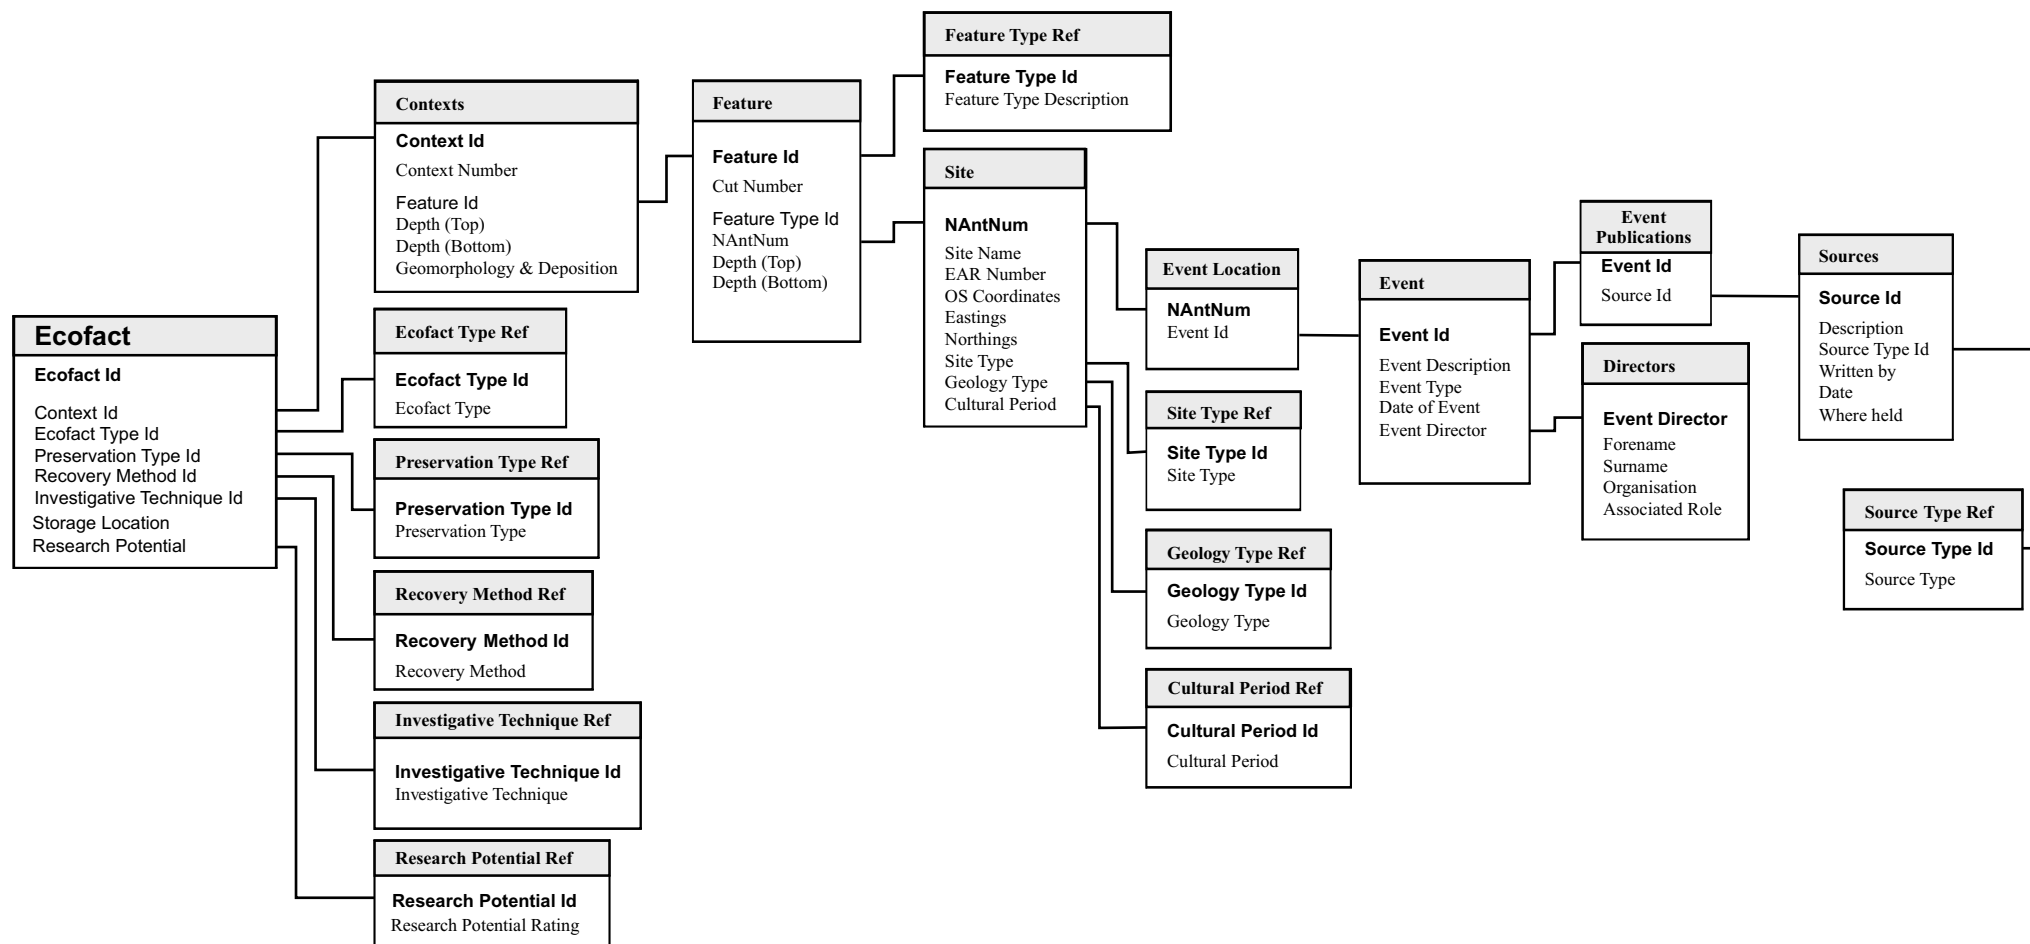 Ecofact
Ecofact Id
Context Id
Ecofact Type Id
Preservation Type Id
Recovery Method Id
Investigative Technique Id
Storage Location
Research Potential
Contexts
Context Id
Context Number
Feature Id
Depth (Top)
Depth (Bottom)
Geomorphology & Deposition
Ecofact Type Ref
Ecofact Type Id
Ecofact Type
Preservation Type Ref
Preservation Type Id
Preservation Type
Recovery Method Ref
Recovery Method Id
Recovery Method
Investigative Technique Ref
Investigative Technique Id
Investigative Technique
Research Potential Ref
Research Potential Id
Research Potential Rating
Feature
Feature Id
Cut Number
Feature Type Id
NAntNum
Depth (Top)
Depth (Bottom)
Feature Type Ref
Feature Type Id
Feature Type Description
Site
NAntNum
Site Name
EAR Number
OS Coordinates
Eastings
Northings
Site Type
Geology Type
Cultural Period
Event Location
NAntNum
Event Id
Site Type Ref
Site Type Id
Site Type
Geology Type Ref
Geology Type Id
Geology Type
Cultural Period Ref
Cultural Period Id
Cultural Period
Event
Event Id
Event Description
Event Type
Date of Event
Event Director
Event
Publications
Event Id
Source Id
Directors
Event Director
Forename
Surname
Organisation
Associated Role
Sources
Source Id
Description
Source Type Id
Written by
Date
Where held
Source Type Ref
Source Type Id
Source Type